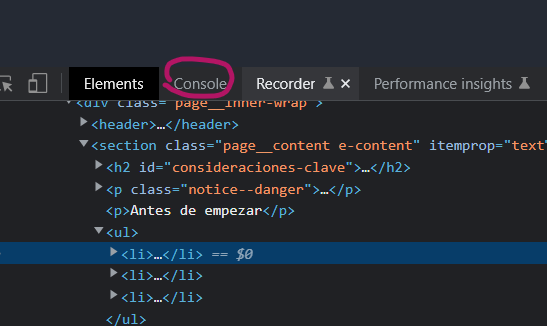 Elements Console Recorder × Performance insights
<div class="page__inner-wrap">
▶<header>…</header>
▼<section class="page__content e-content" itemprop="text"
▶<h2 id="consideraciones-clave">…</h2>
▶<p class="notice--danger">…</p>
<p>Antes de empezar</p>
▼<ul>
▶<li>…</li> == $0
▶<li>…</li>
▶<li>…</li>
</ul>